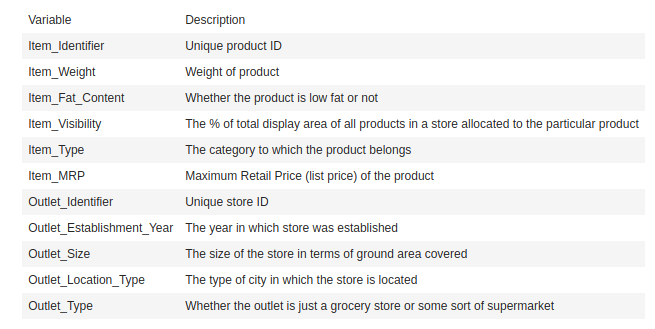 Variable Description
Item_Identifier Unique product ID
Item_Weight Weight of product
Item_Fat_Content Whether the product is low fat or not
Item_Visibility The % of total display area of all products in a store allocated to the particular product
Item_Type The category to which the product belongs
Item_MRP Maximum Retail Price (list price) of the product
Outlet_Identifier Unique store ID
Outlet_Establishment_Year The year in which store was established
Outlet_Size The size of the store in terms of ground area covered
Outlet_Location_Type The type of city in which the store is located
Outlet_Type Whether the outlet is just a grocery store or some sort of supermarket